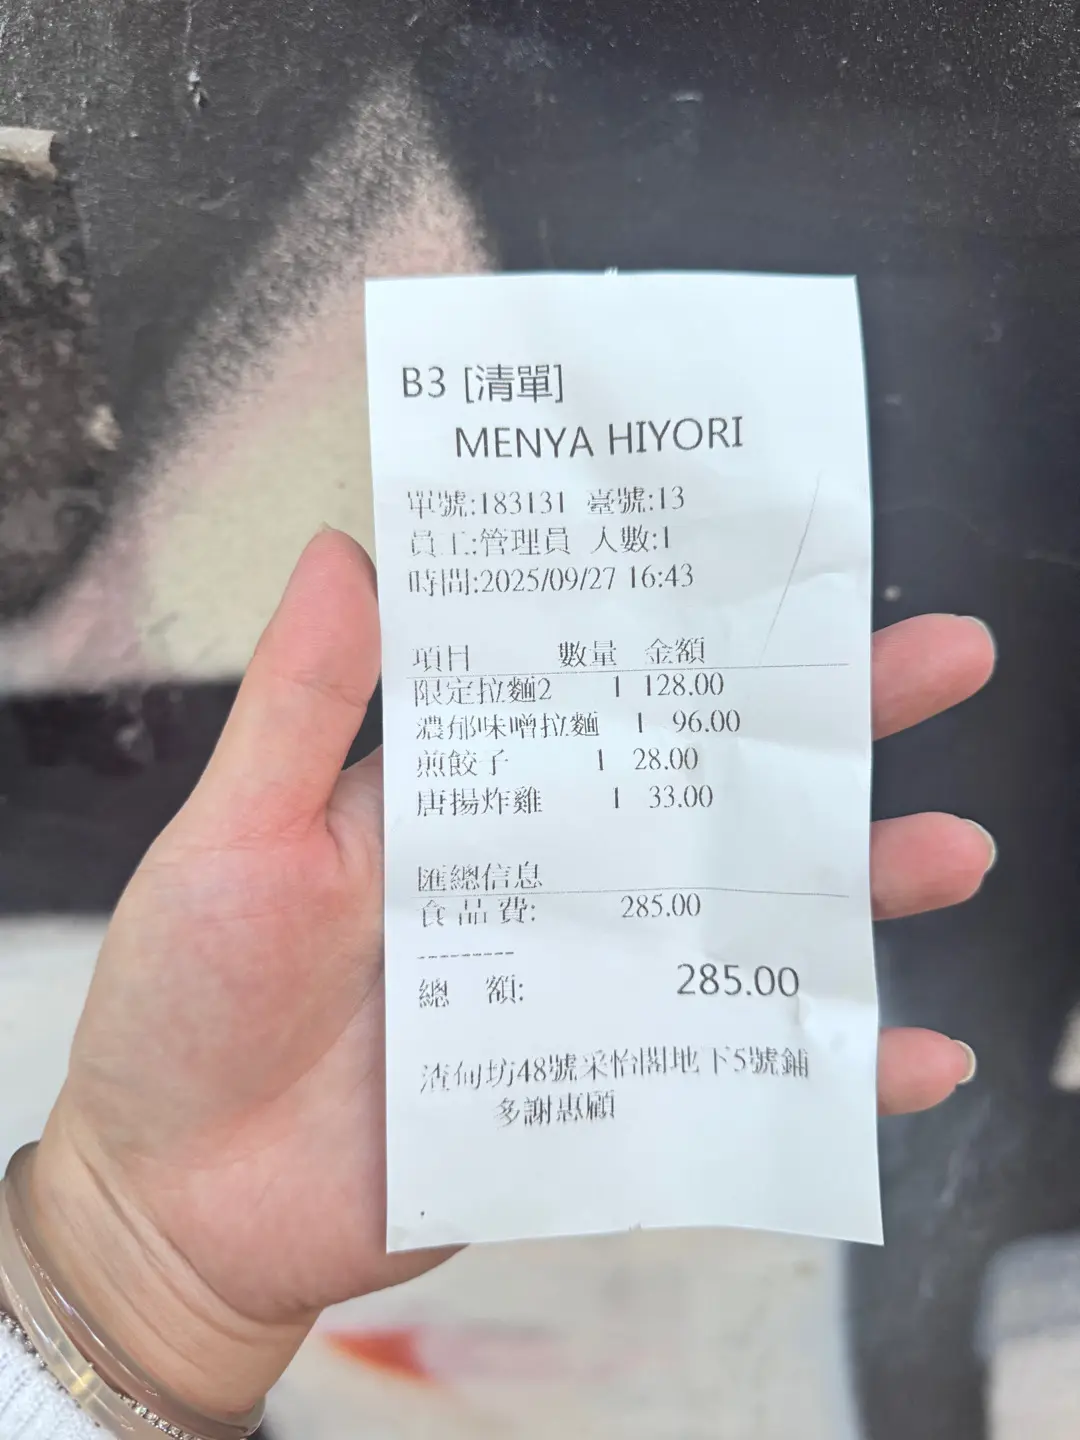 B3 [清單]
MENYA HIYORI
單號:183131 臺號:13
員工:管理員 人數:1
時間:2025/09/27 16:43
項目 數量 金額
限定拉麵2 1 128.00
濃郁味噌拉麵 1 96.00
煎餃子 1 28.00
唐揚炸雞 1 33.00
匯總信息
食品費: 285.00
---------
總 額: 285.00
渣甸坊48號采怡閣地下5號鋪
多謝惠顧